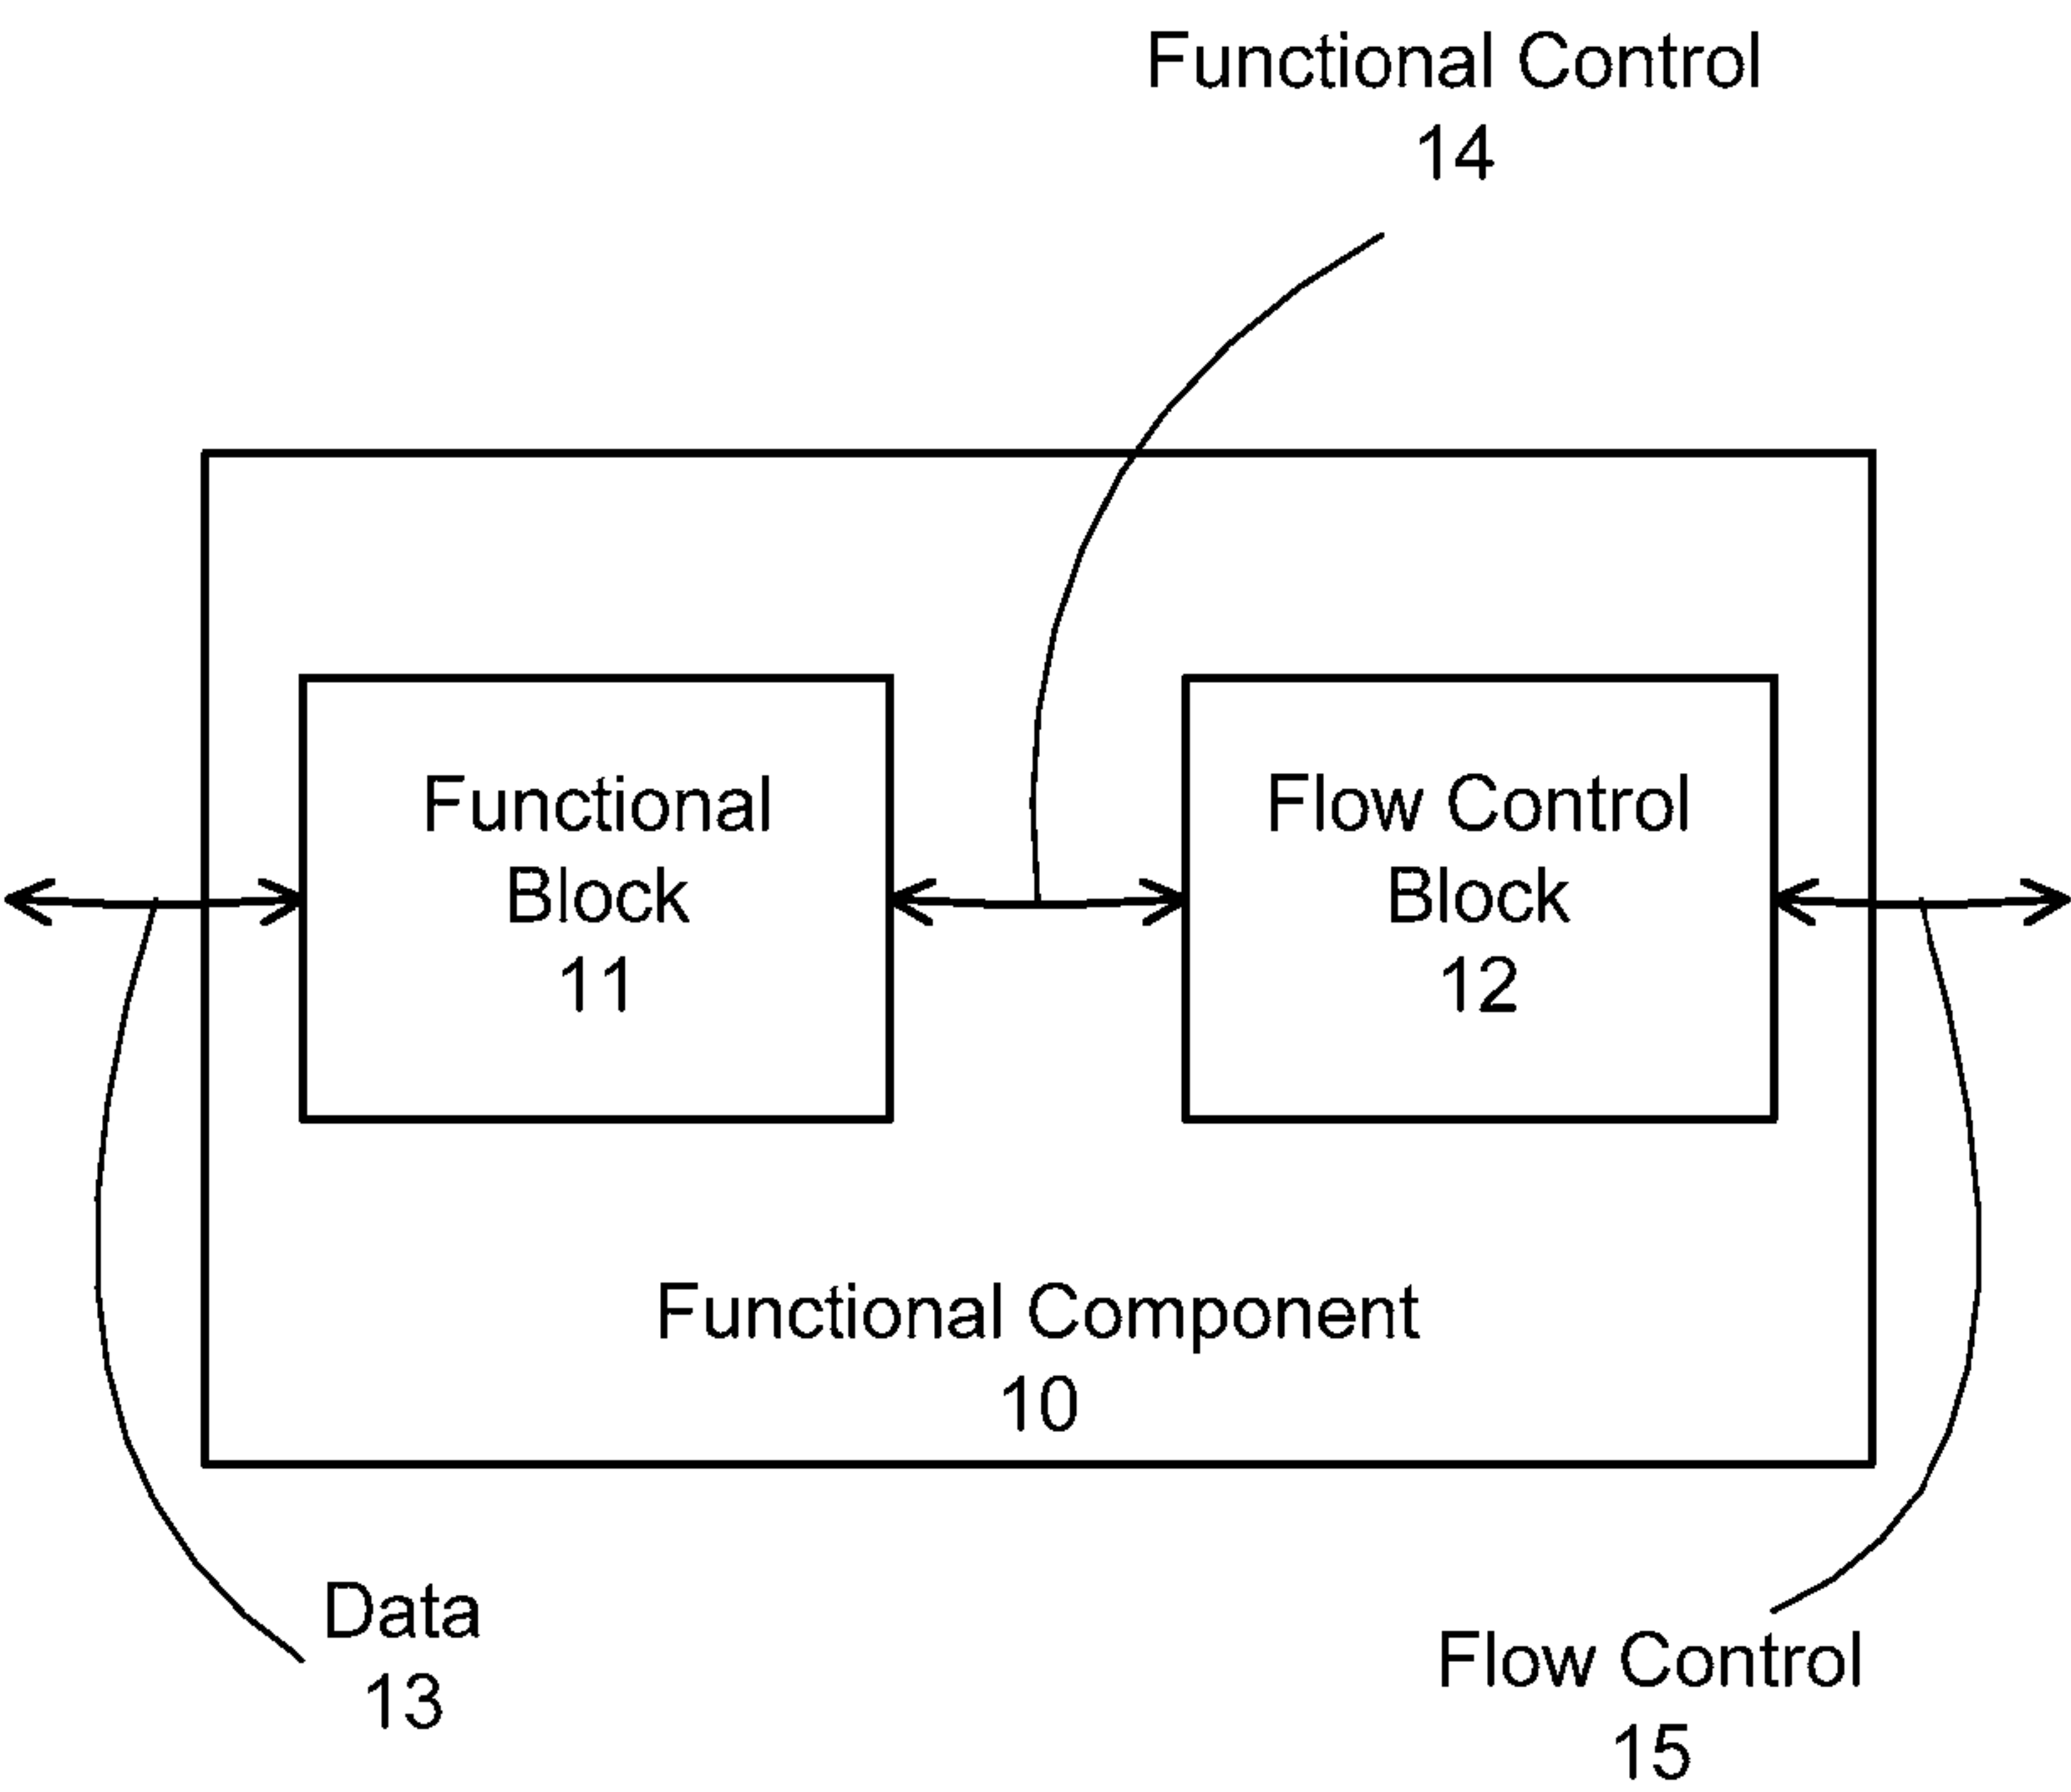 Functional Control
14
Functional
Block
11
Flow Control
Block
12
Functional Component
10
Data
13
Flow Control
15